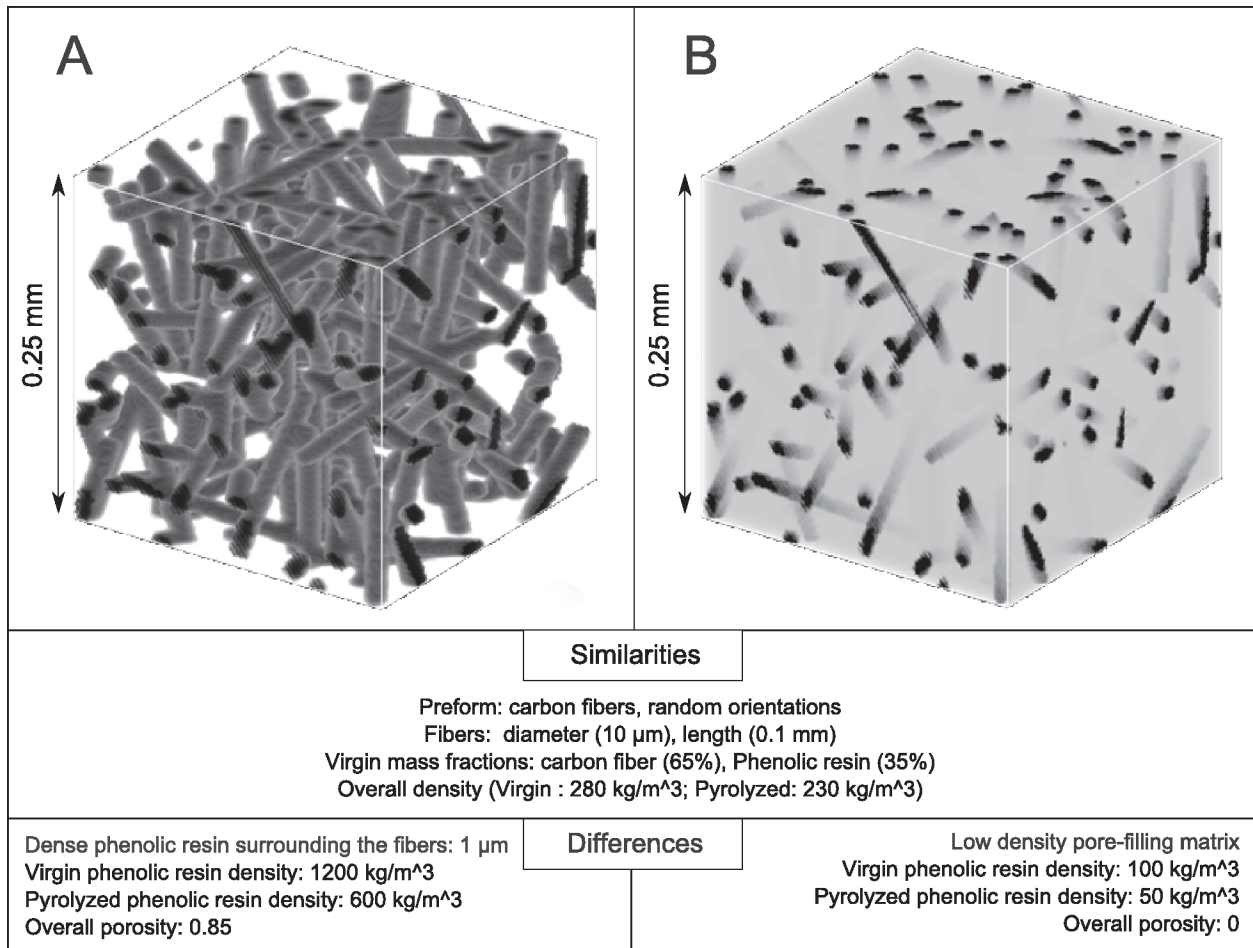 A
B
0.25 mm
0.25 mm
Similarities
Preform: carbon fibers, random orientations
Fibers: diameter (10 µm), length (0.1 mm)
Virgin mass fractions: carbon fiber (65%), Phenolic resin (35%)
Overall density (Virgin : 280 kg/m^3; Pyrolyzed: 230 kg/m^3)
Differences
Dense phenolic resin surrounding the fibers: 1 µm
Virgin phenolic resin density: 1200 kg/m^3
Pyrolyzed phenolic resin density: 600 kg/m^3
Overall porosity: 0.85
Low density pore-filling matrix
Virgin phenolic resin density: 100 kg/m^3
Pyrolyzed phenolic resin density: 50 kg/m^3
Overall porosity: 0